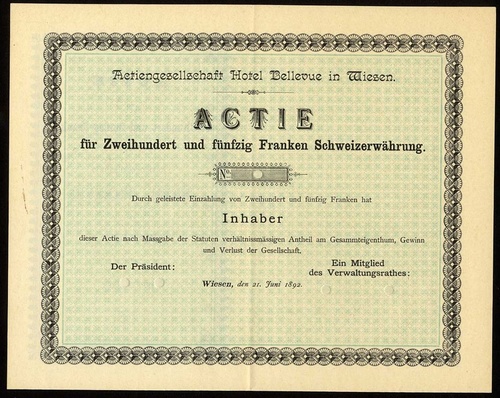 Actiengesellschaft Hotel Bellevue in Wiesen.
ACTIE
für Zweihundert und fünfzig Franken Schweizerwährung.
No.
Durch geleistete Einzahlung von Zweihundert und fünfzig Franken hat
Inhaber
dieser Actie nach Massgabe der Statuten verhältnissmässigen Antheil am Gesammteigenthum, Gewinn
und Verlust der Gesellschaft.
Der Präsident:
Ein Mitglied
des Verwaltungsrathes:
Wiesen, den 21. Juni 1892.